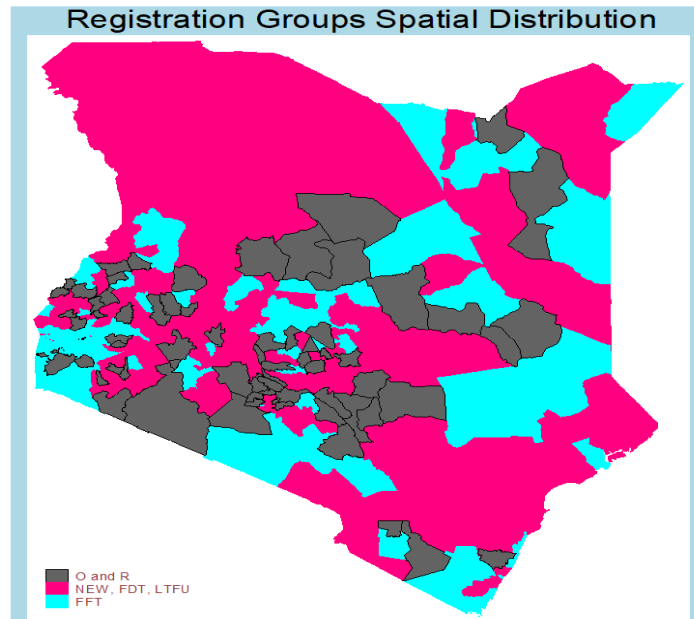 Registration Groups Spatial Distribution
O and R
NEW, FDT, LTFU
FFT